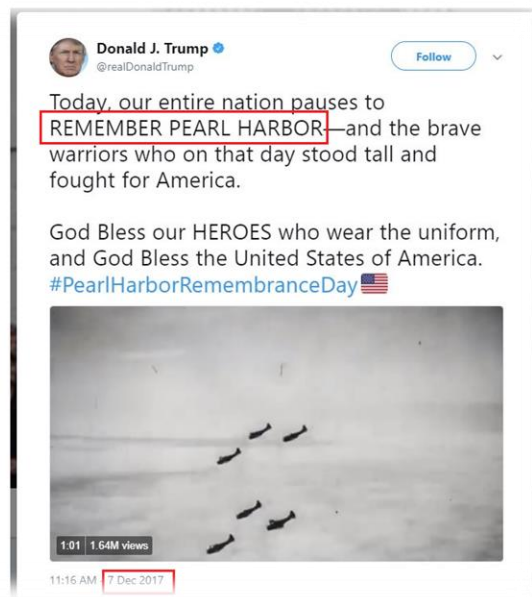 Donald J. Trump
@realDonaldTrump
Follow
Today, our entire nation pauses to
REMEMBER PEARL HARBOR—and the brave
warriors who on that day stood tall and
fought for America.
God Bless our HEROES who wear the uniform,
and God Bless the United States of America.
#PearlHarborRemembranceDay
1:01 1.64M views
11:16 AM - 7 Dec 2017